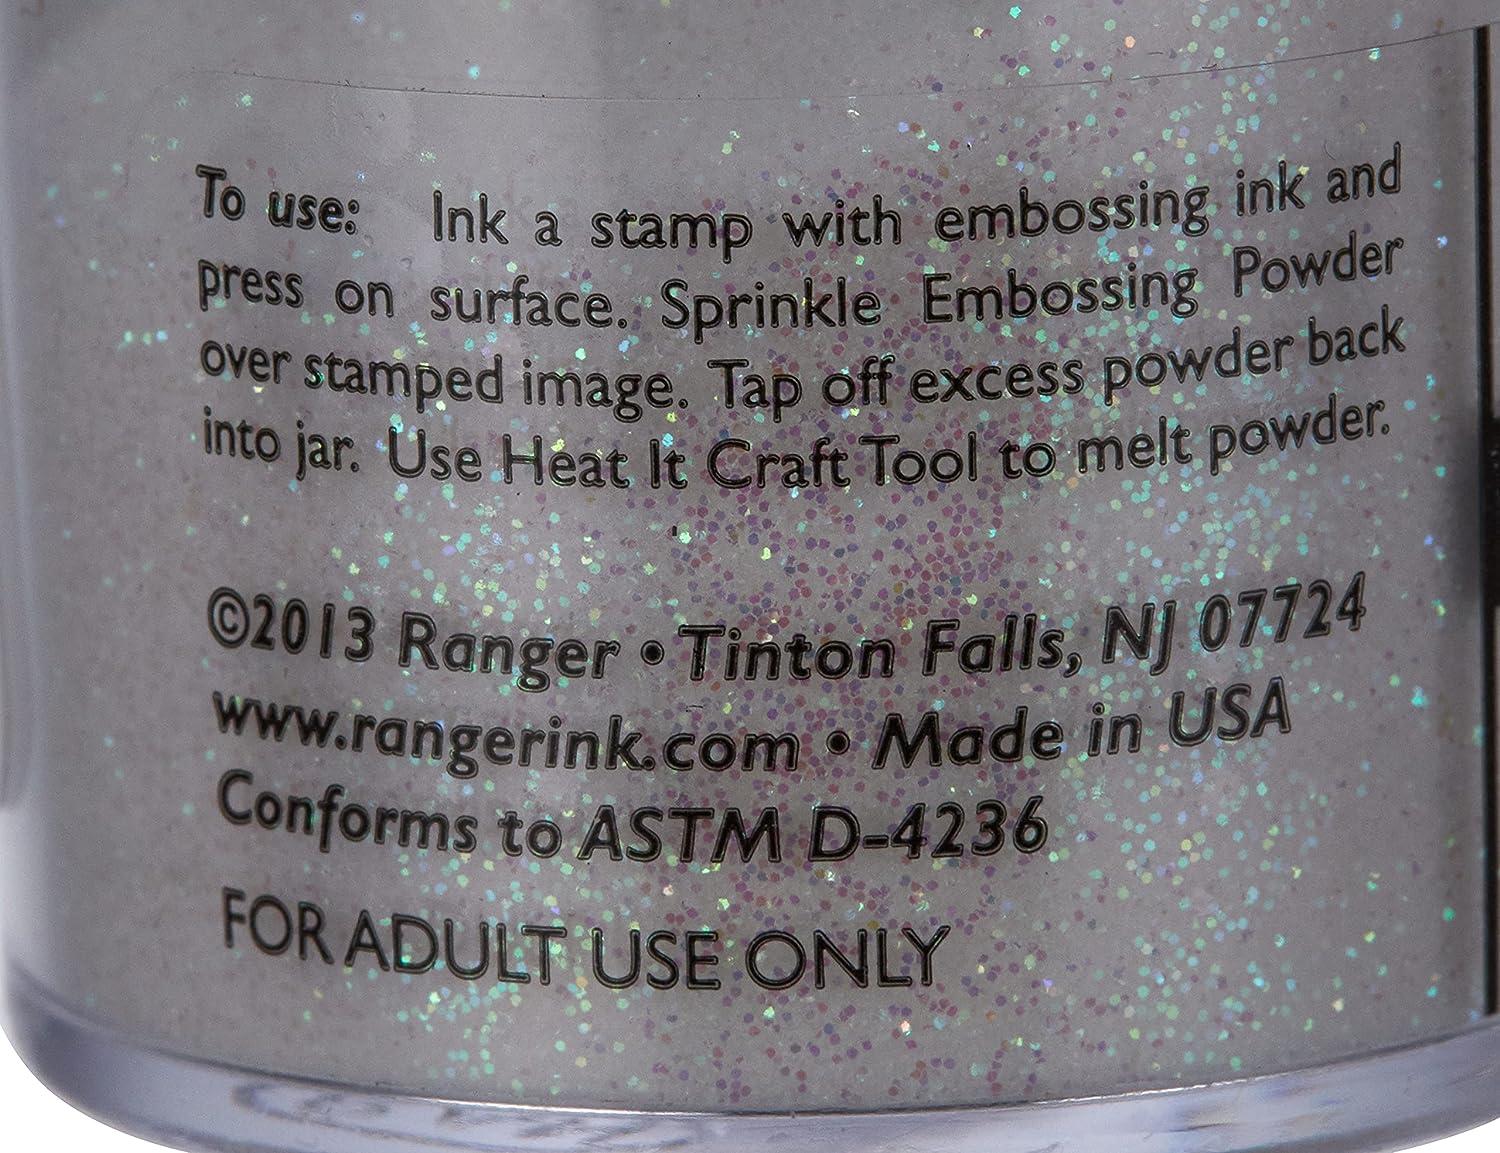 To use: Ink a stamp with embossing ink and
press on surface. Sprinkle Embossing Powder
over stamped image. Tap off excess powder back
into jar. Use Heat It Craft Tool to melt powder.
©2013 Ranger • Tinton Falls, NJ 07724
www.rangerink.com • Made in USA
Conforms to ASTM D-4236
FOR ADULT USE ONLY